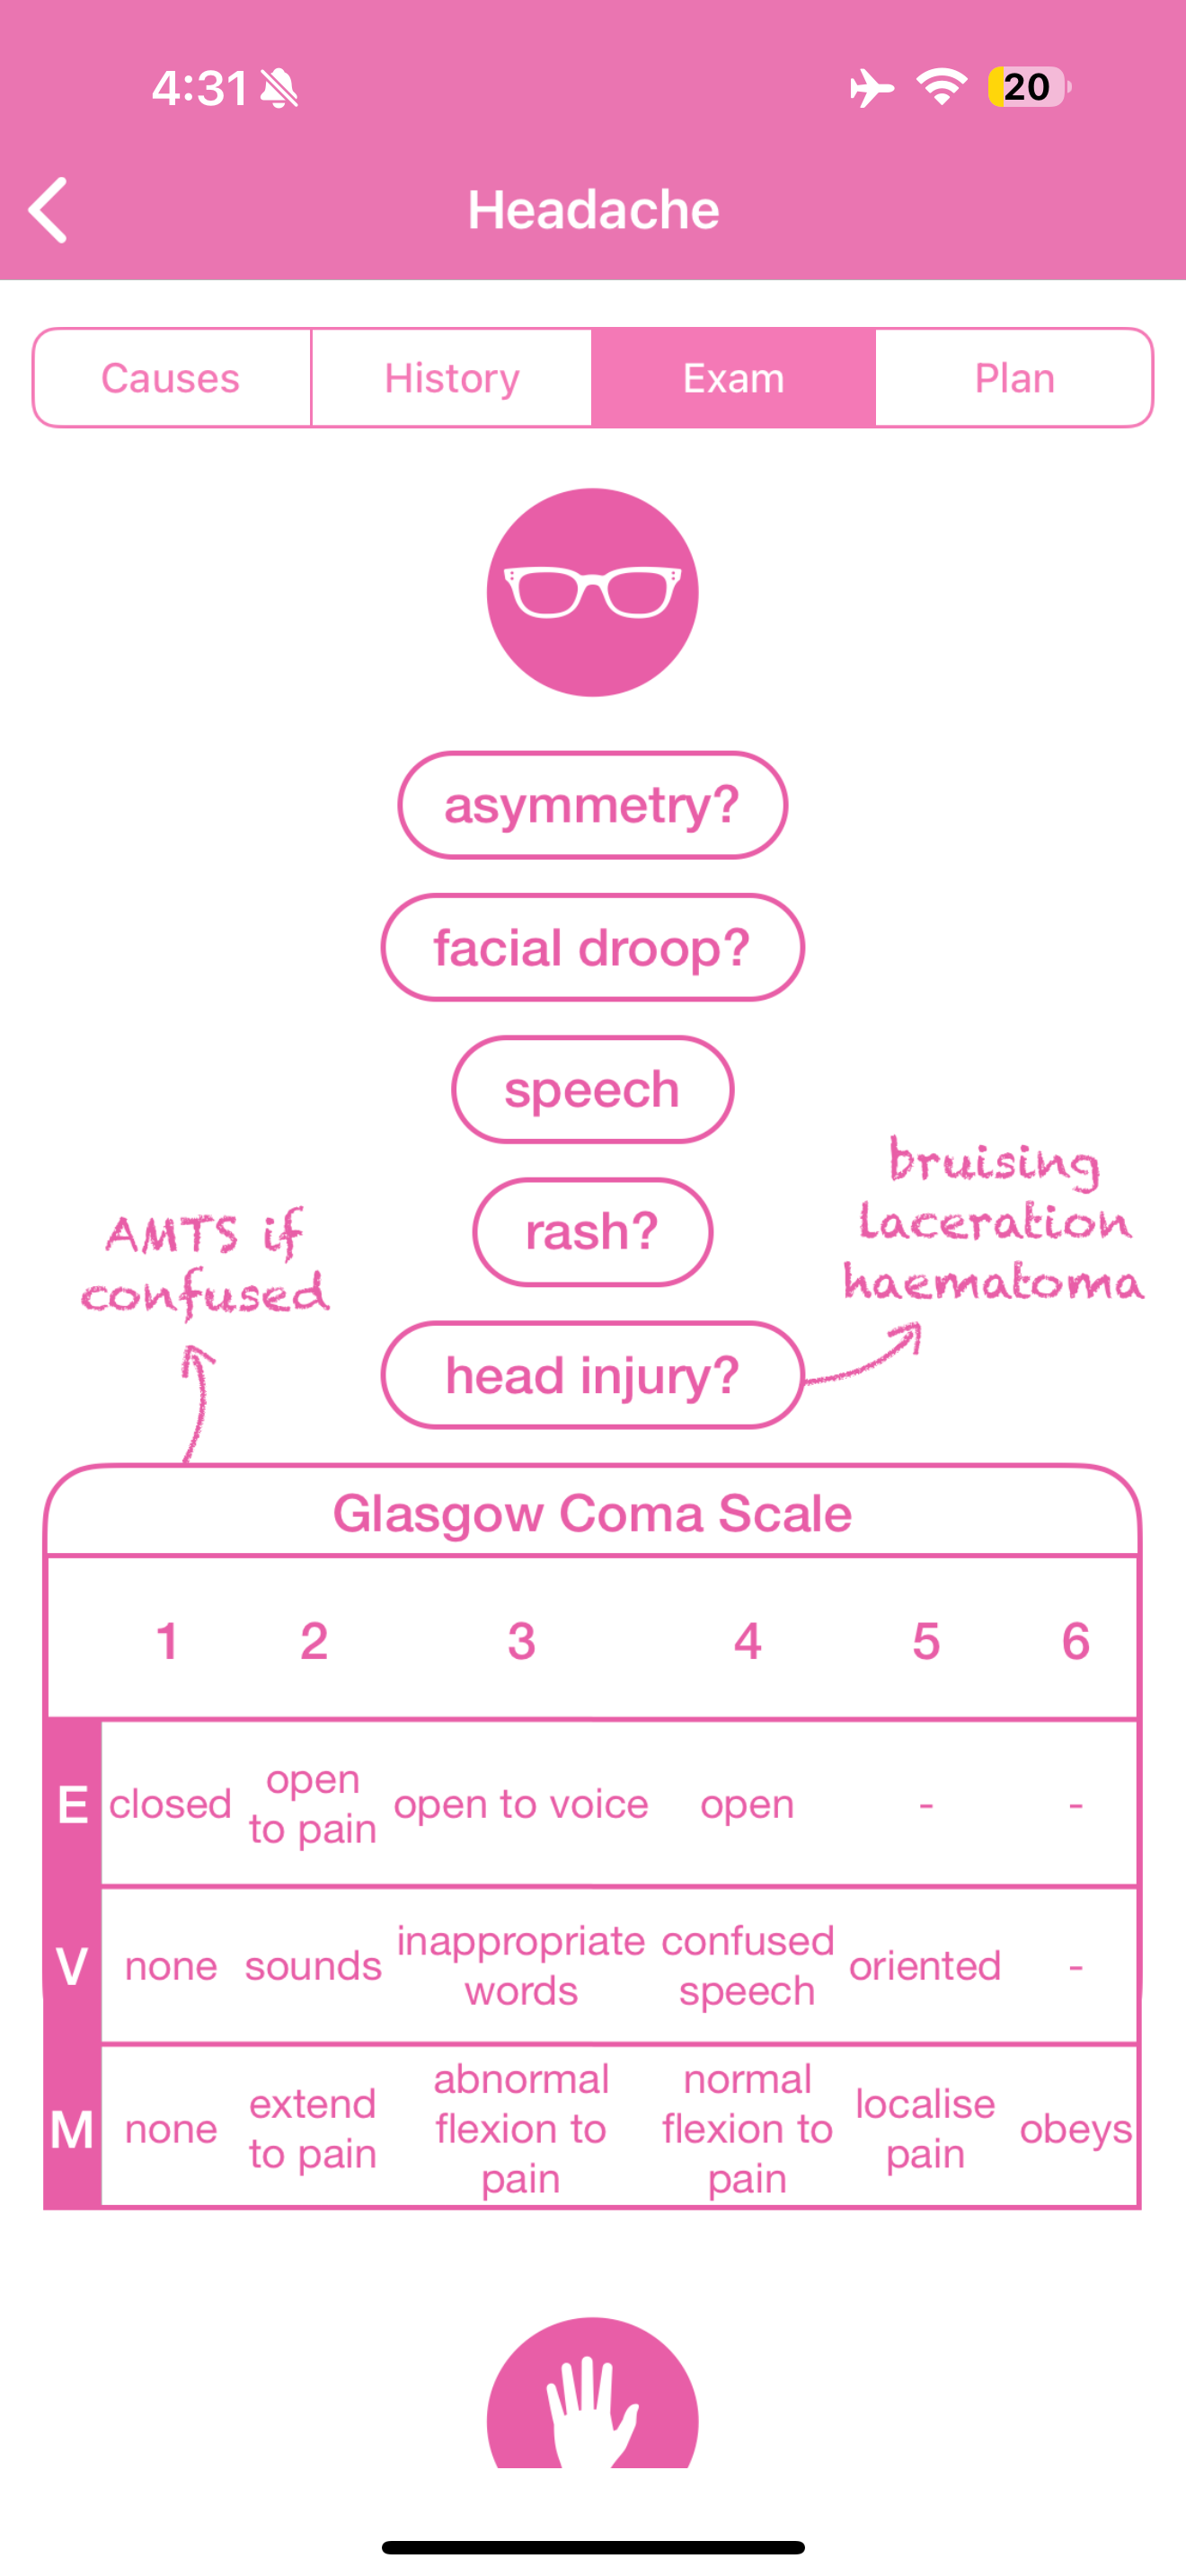 4:31
20
Headache
Causes History Exam Plan
asymmetry?
facial droop?
speech
rash?
bruising
laceration
haematoma
AMTS if
confused
head injury?
Glasgow Coma Scale
1 2 3 4 5 6
E closed open to pain open to voice open - -
V none sounds inappropriate words confused speech oriented -
M none extend to pain abnormal flexion to pain normal flexion to pain localise pain obeys